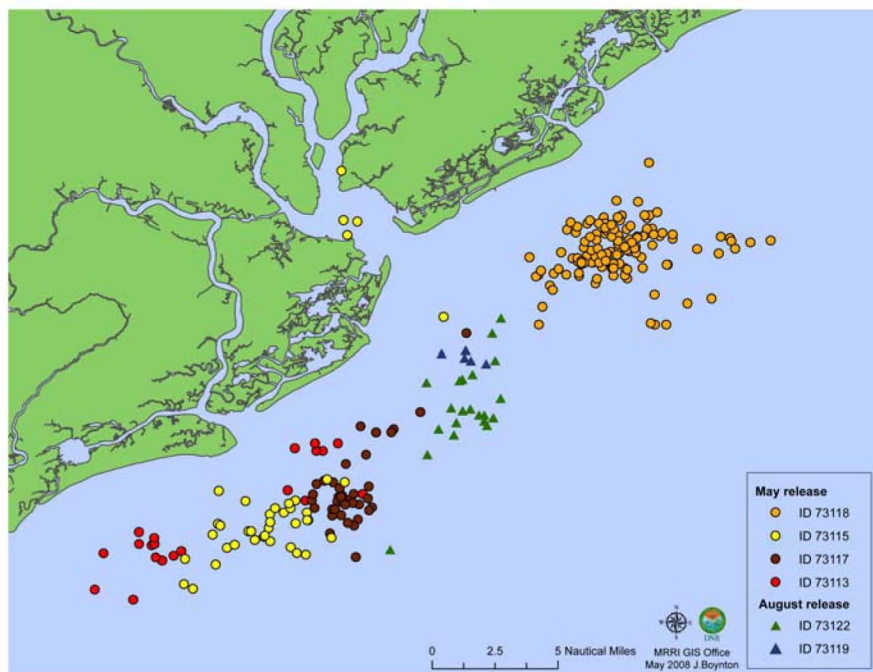 May release
ID 73118
ID 73115
ID 73117
ID 73113
August release
ID 73122
ID 73119
N
W E
S
DNR
MRRI GIS Office
May 2008 J.Boynton
0 2.5 5 Nautical Miles